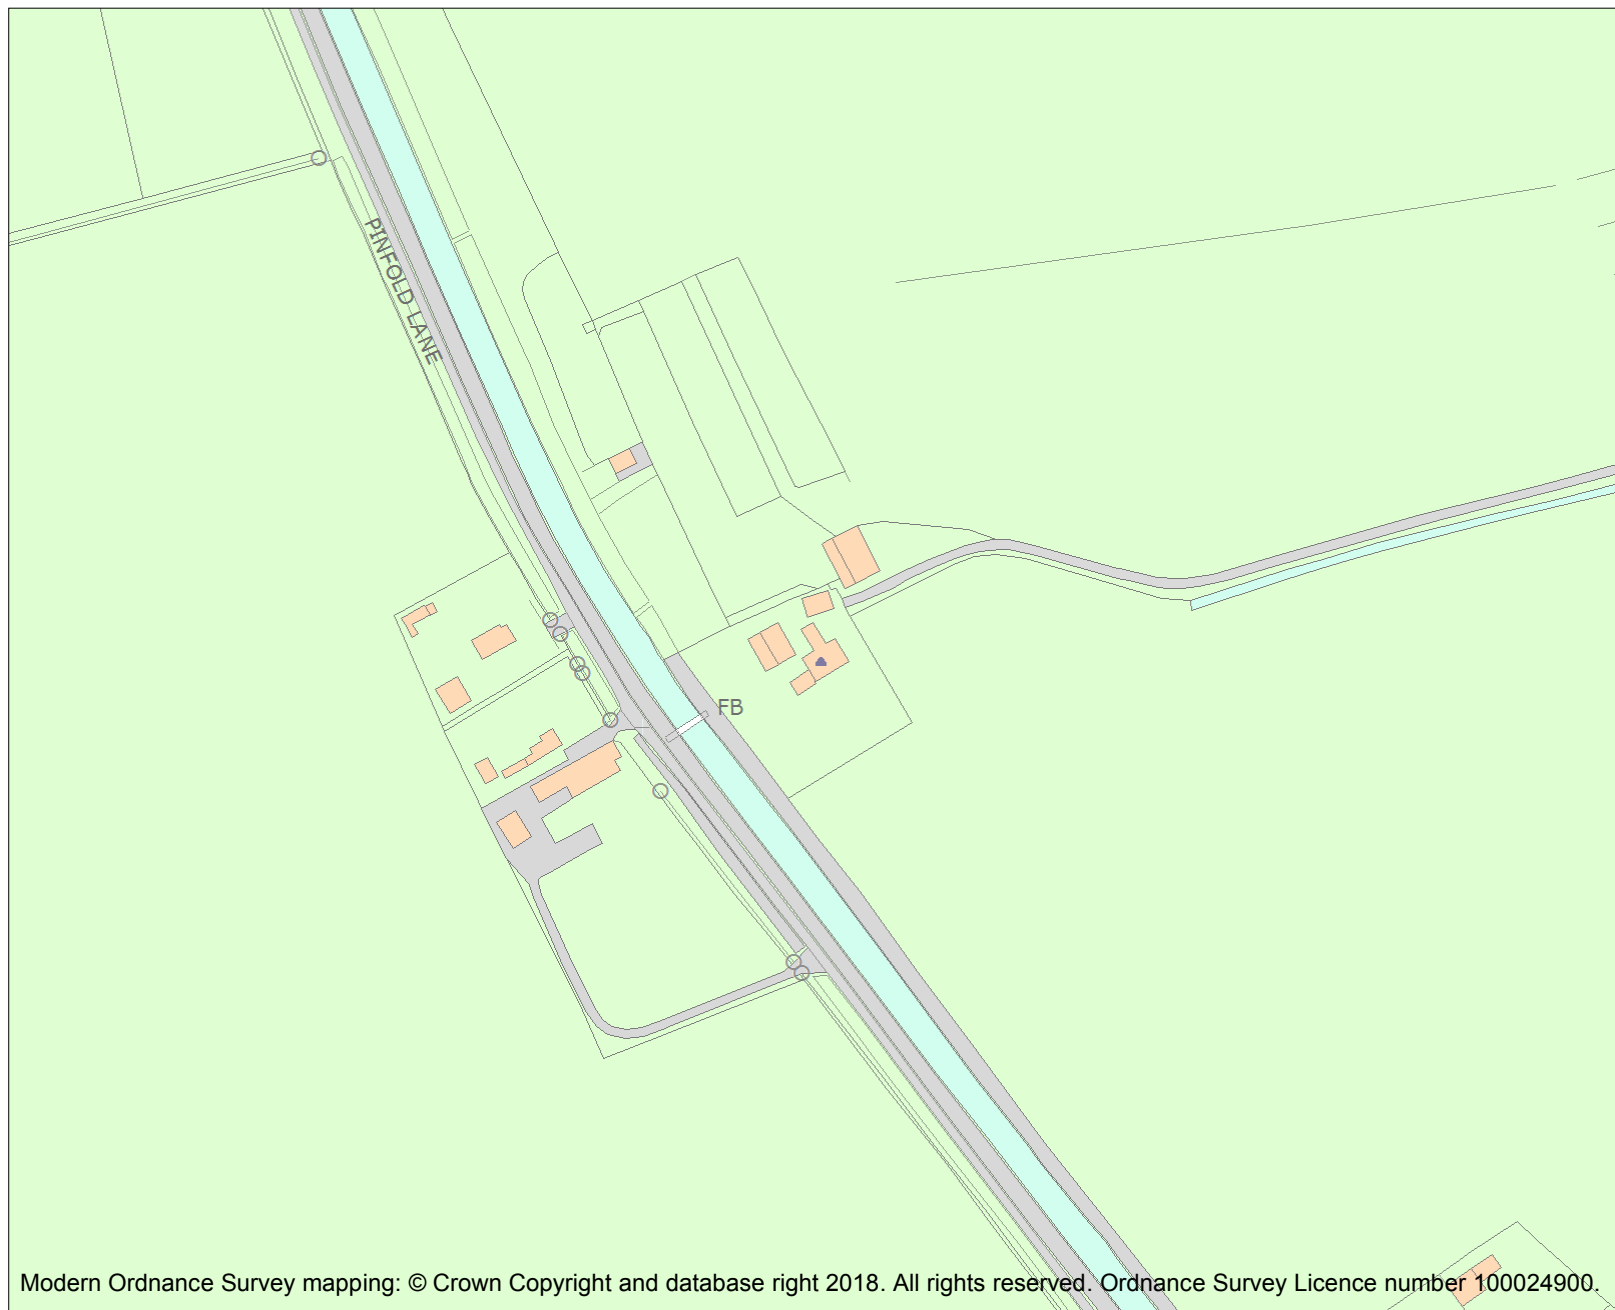 PINFOLD LANE
FB
Modern Ordnance Survey mapping: © Crown Copyright and database right 2018. All rights reserved. Ordnance Survey Licence number 100024900.